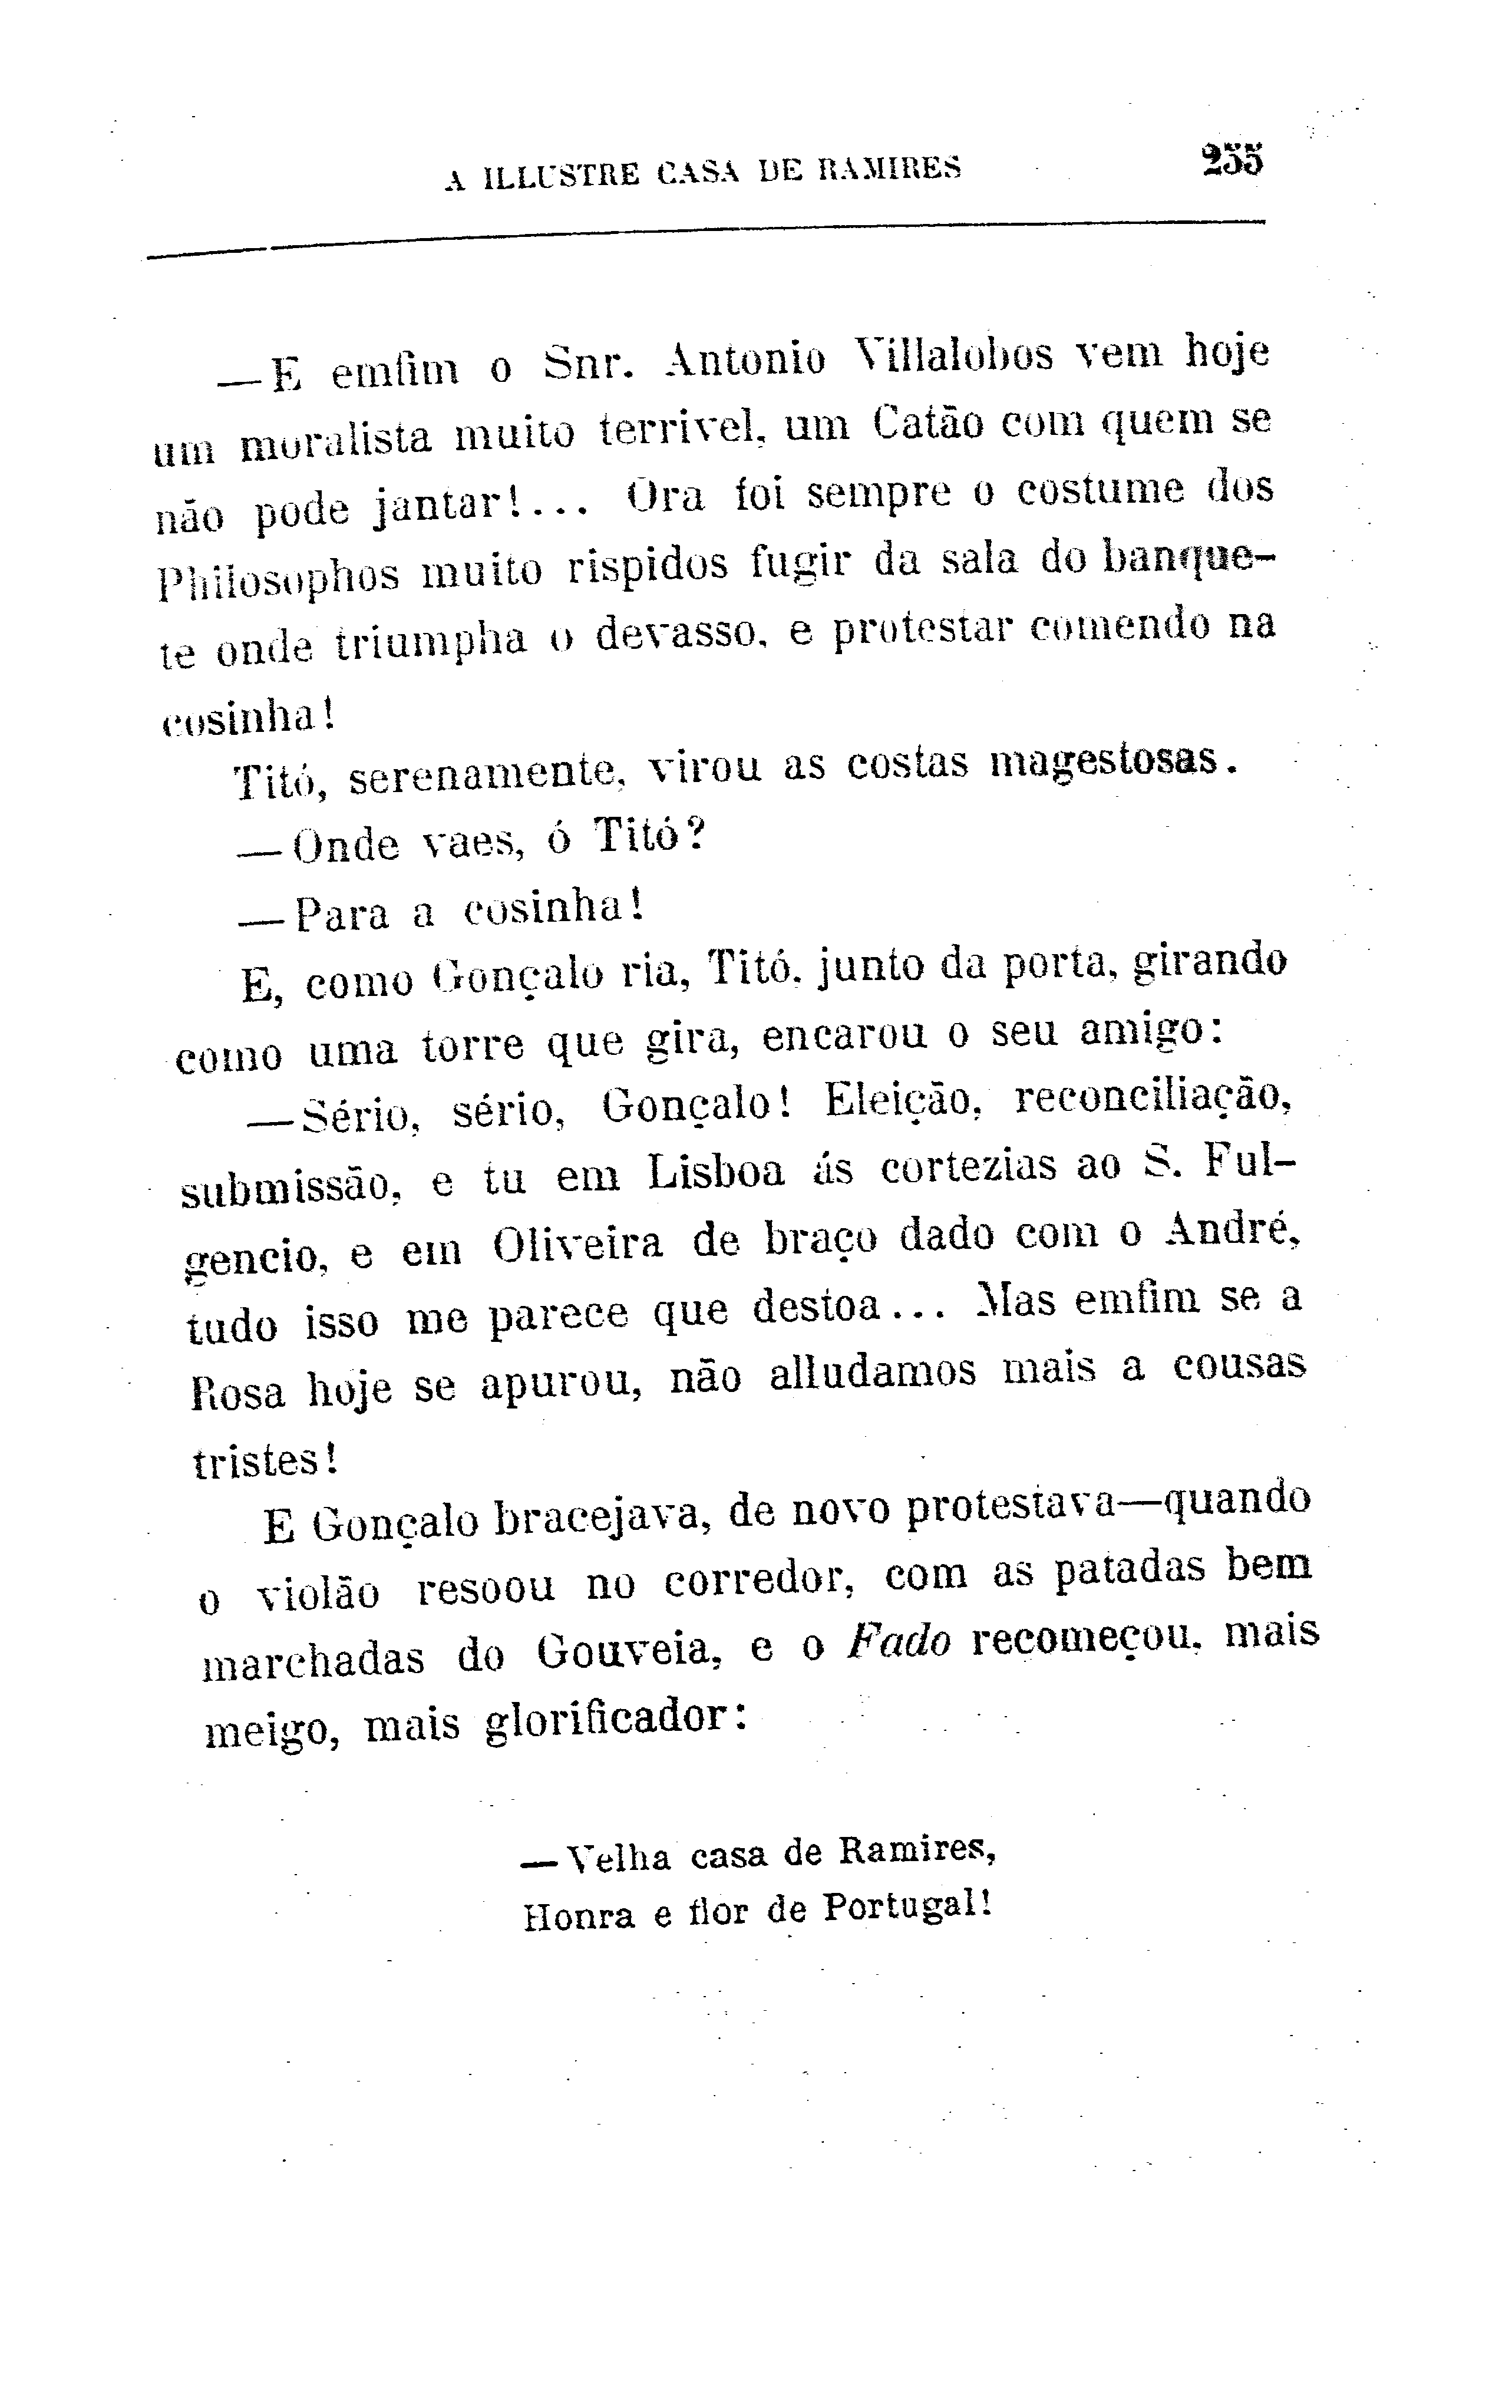 A ILLUSTRE CASA DE RAMIRES 255
—E emfim o Snr. Antonio Villalobos vem hoje
um moralista muito terrivel, um Catão com quem se
não pode jantar!... Ora foi sempre o costume dos
Philosophos muito rispidos fugir da sala do banque-
te onde triumpha o devasso, e protestar comendo na
cosinha!
Titó, serenamente, virou as costas magestosas.
—Onde vaes, ó Titó?
—Para a cosinha!
E, como Gonçalo ria, Titó, junto da porta, girando
como uma torre que gira, encarou o seu amigo:
—Sério, sério, Gonçalo! Eleição, reconciliação,
submissão, e tu em Lisboa ás cortezias ao S. Ful-
gencio, e em Oliveira de braço dado com o André,
tudo isso me parece que destoa... Mas emfim se a
Rosa hoje se apurou, não alludamos mais a cousas
tristes!
E Gonçalo bracejava, de novo protestava—quando
o violão resoou no corredor, com as patadas bem
marchadas do Gouveia, e o Fado recomeçou, mais
meigo, mais glorificador:
—Velha casa de Ramires,
Honra e flor de Portugal!